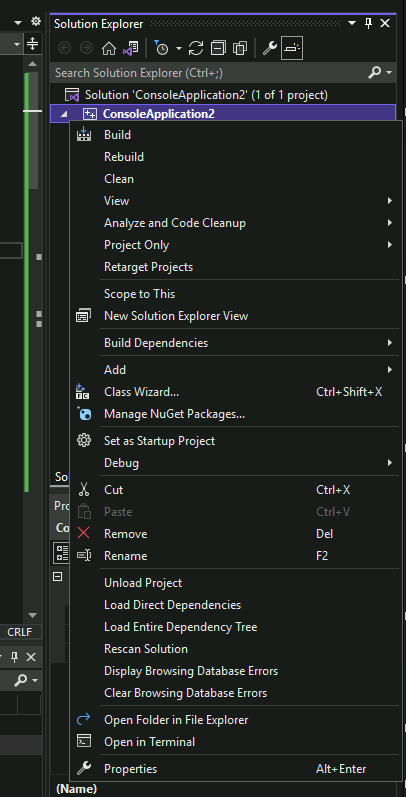 Solution Explorer
Search Solution Explorer (Ctrl+;)
Solution 'ConsoleApplication2' (1 of 1 project)
ConsoleApplication2
Build
Rebuild
Clean
View
Analyze and Code Cleanup
Project Only
Retarget Projects
Scope to This
New Solution Explorer View
Build Dependencies
Add
Class Wizard... Ctrl+Shift+X
Manage NuGet Packages...
Set as Startup Project
Debug
Cut Ctrl+X
Paste Ctrl+V
Remove Del
Rename F2
Unload Project
Load Direct Dependencies
Load Entire Dependency Tree
Rescan Solution
Display Browsing Database Errors
Clear Browsing Database Errors
Open Folder in File Explorer
Open in Terminal
Properties Alt+Enter
So
Pro
Co
CRLF
(Name)